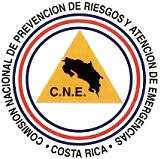 COMISION NACIONAL DE PREVENCION DE RIESGOS Y ATENCION DE EMERGENCIAS
C.N.E.
· COSTA RICA ·